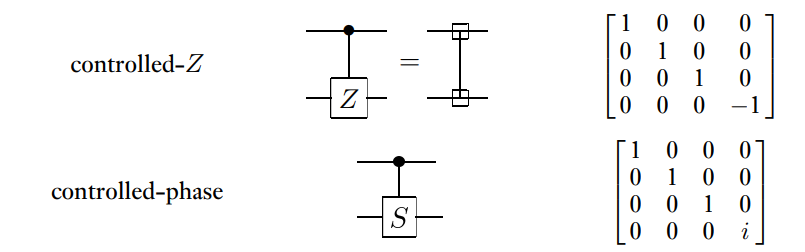 controlled-Z
Z
=
1 0 0 0
0 1 0 0
0 0 1 0
0 0 0 −1
controlled-phase
S
1 0 0 0
0 1 0 0
0 0 1 0
0 0 0 i